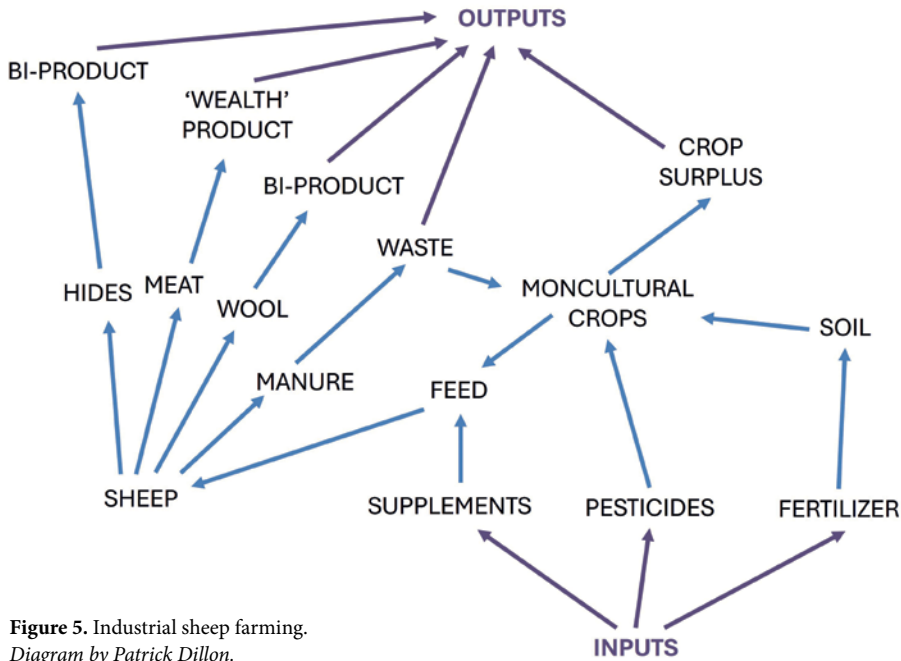 OUTPUTS
BI-PRODUCT
'WEALTH'
PRODUCT
CROP
SURPLUS
BI-PRODUCT
WASTE
HIDES
MEAT
WOOL
MONCULTURAL
CROPS
SOIL
MANURE
FEED
SHEEP
SUPPLEMENTS
PESTICIDES
FERTILIZER
INPUTS
Figure 5. Industrial sheep farming.
Diagram by Patrick Dillon.